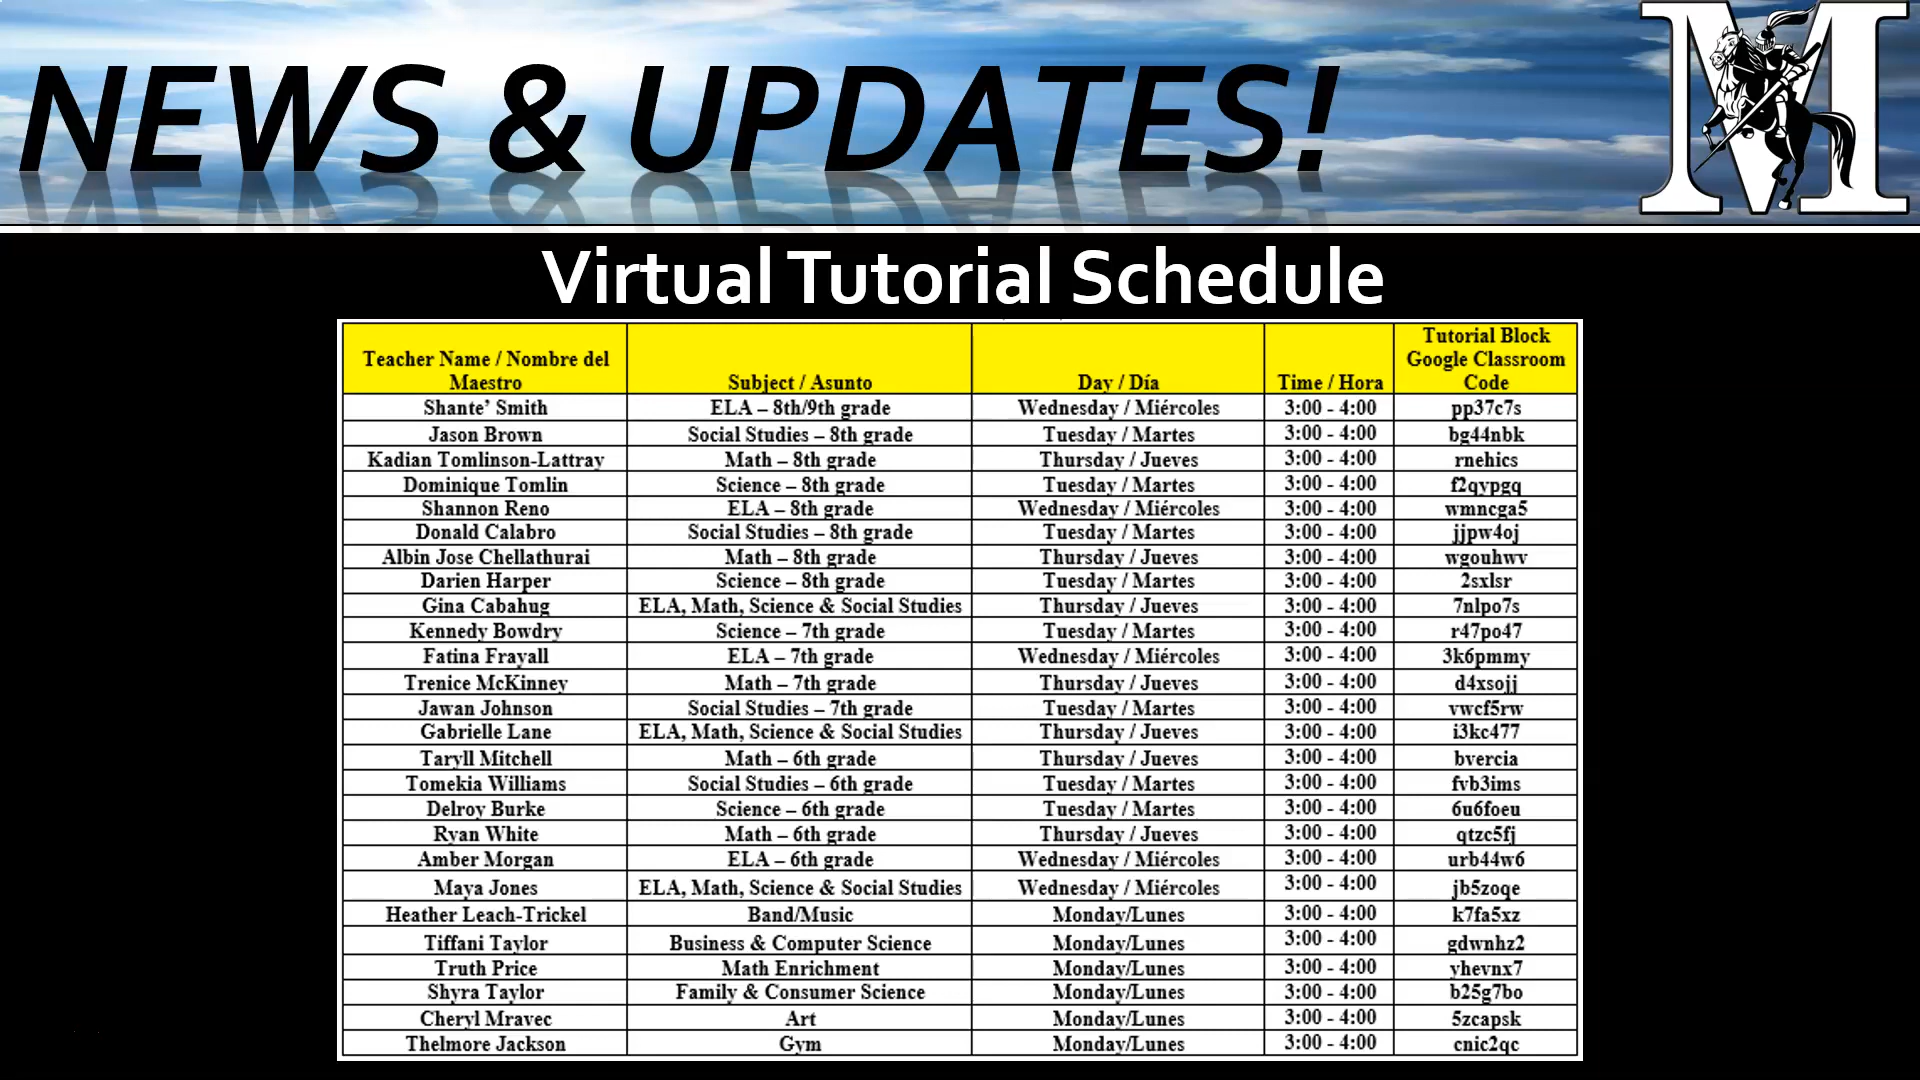 NEWS & UPDATES!
M
Virtual Tutorial Schedule
Teacher Name / Nombre del Maestro Subject / Asunto Day / Día Time / Hora Tutorial Block Google Classroom Code
Shante’ Smith ELA – 8th/9th grade Wednesday / Miércoles 3:00 - 4:00 pp37c7s
Jason Brown Social Studies – 8th grade Tuesday / Martes 3:00 - 4:00 bg44nbk
Kadian Tomlinson-Lattray Math – 8th grade Thursday / Jueves 3:00 - 4:00 rnehics
Dominique Tomlin Science – 8th grade Tuesday / Martes 3:00 - 4:00 f2qypgq
Shannon Reno ELA – 8th grade Wednesday / Miércoles 3:00 - 4:00 wmncga5
Donald Calabro Social Studies – 8th grade Tuesday / Martes 3:00 - 4:00 jjpw4oj
Albin Jose Chellathurai Math – 8th grade Thursday / Jueves 3:00 - 4:00 wgouhwv
Darien Harper Science – 8th grade Tuesday / Martes 3:00 - 4:00 2sxlsr
Gina Cabahug ELA, Math, Science & Social Studies Thursday / Jueves 3:00 - 4:00 7nlpo7s
Kennedy Bowdry Science – 7th grade Tuesday / Martes 3:00 - 4:00 r47po47
Fatina Frayall ELA – 7th grade Wednesday / Miércoles 3:00 - 4:00 3k6pmmy
Trenice McKinney Math – 7th grade Thursday / Jueves 3:00 - 4:00 d4xsojj
Jawan Johnson Social Studies – 7th grade Tuesday / Martes 3:00 - 4:00 vwcf5rw
Gabrielle Lane ELA, Math, Science & Social Studies Thursday / Jueves 3:00 - 4:00 i3kc477
Taryll Mitchell Math – 6th grade Thursday / Jueves 3:00 - 4:00 bvercia
Tomekia Williams Social Studies – 6th grade Tuesday / Martes 3:00 - 4:00 fvb3ims
Delroy Burke Science – 6th grade Tuesday / Martes 3:00 - 4:00 6u6foeu
Ryan White Math – 6th grade Thursday / Jueves 3:00 - 4:00 qtzc5fj
Amber Morgan ELA – 6th grade Wednesday / Miércoles 3:00 - 4:00 urb44w6
Maya Jones ELA, Math, Science & Social Studies Wednesday / Miércoles 3:00 - 4:00 jb5zoqe
Heather Leach-Trickel Band/Music Monday/Lunes 3:00 - 4:00 k7fa5xz
Tiffani Taylor Business & Computer Science Monday/Lunes 3:00 - 4:00 gdwnhz2
Truth Price Math Enrichment Monday/Lunes 3:00 - 4:00 yhevnx7
Shyra Taylor Family & Consumer Science Monday/Lunes 3:00 - 4:00 b25g7bo
Cheryl Mravec Art Monday/Lunes 3:00 - 4:00 5zcapsk
Thelmore Jackson Gym Monday/Lunes 3:00 - 4:00 cnic2qc